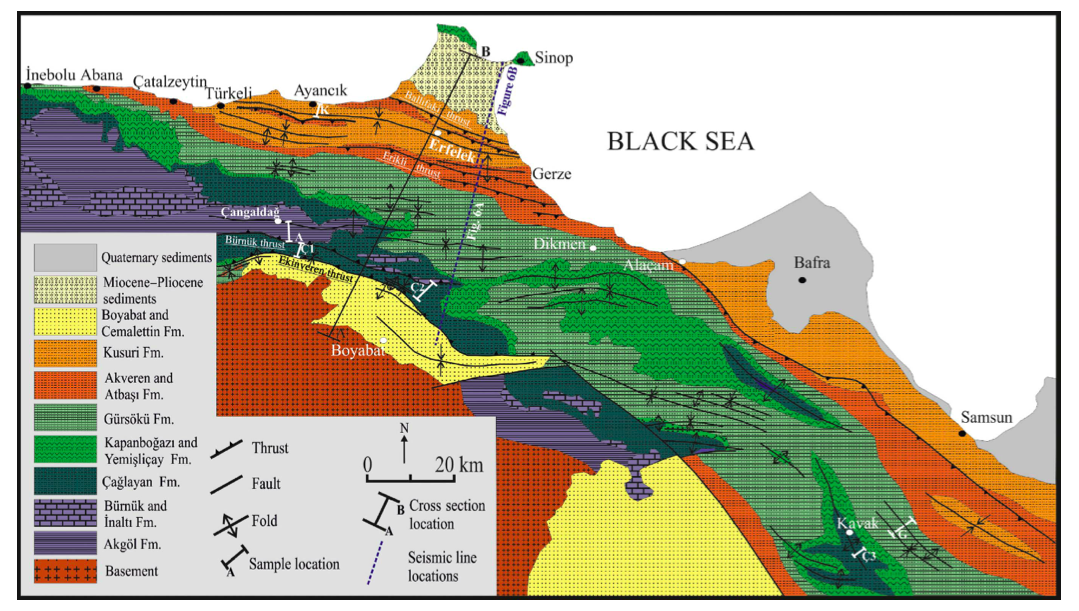 B
Sinop
İnebolu Abana
Çatalzeytin
Türkeli
Ayancık
K
Figure 6B
Hallıfakı thrust
Erfelek
Erikli thrust
Gerze
BLACK SEA
Çangaldağ
A
Fig. 6A
Bürnük thrust
C1
Ekinveren thrust
C2
Dikmen
Alaçam
Bafra
A
Boyabat
Samsun
Kavak
G
C3
Quaternary sediments
Miocene–Pliocene
sediments
Boyabat and
Cemalettin Fm.
Kusuri Fm.
Akveren and
Atbaşı Fm.
Gürsökü Fm.
Kapanboğazı and
Yemişliçay Fm.
Çağlayan Fm.
Bürnük and
İnaltı Fm.
Akgöl Fm.
Basement
Thrust
Fault
Fold
A
Sample location
N
0 20 km
B
A
Cross section
location
Seismic line
locations